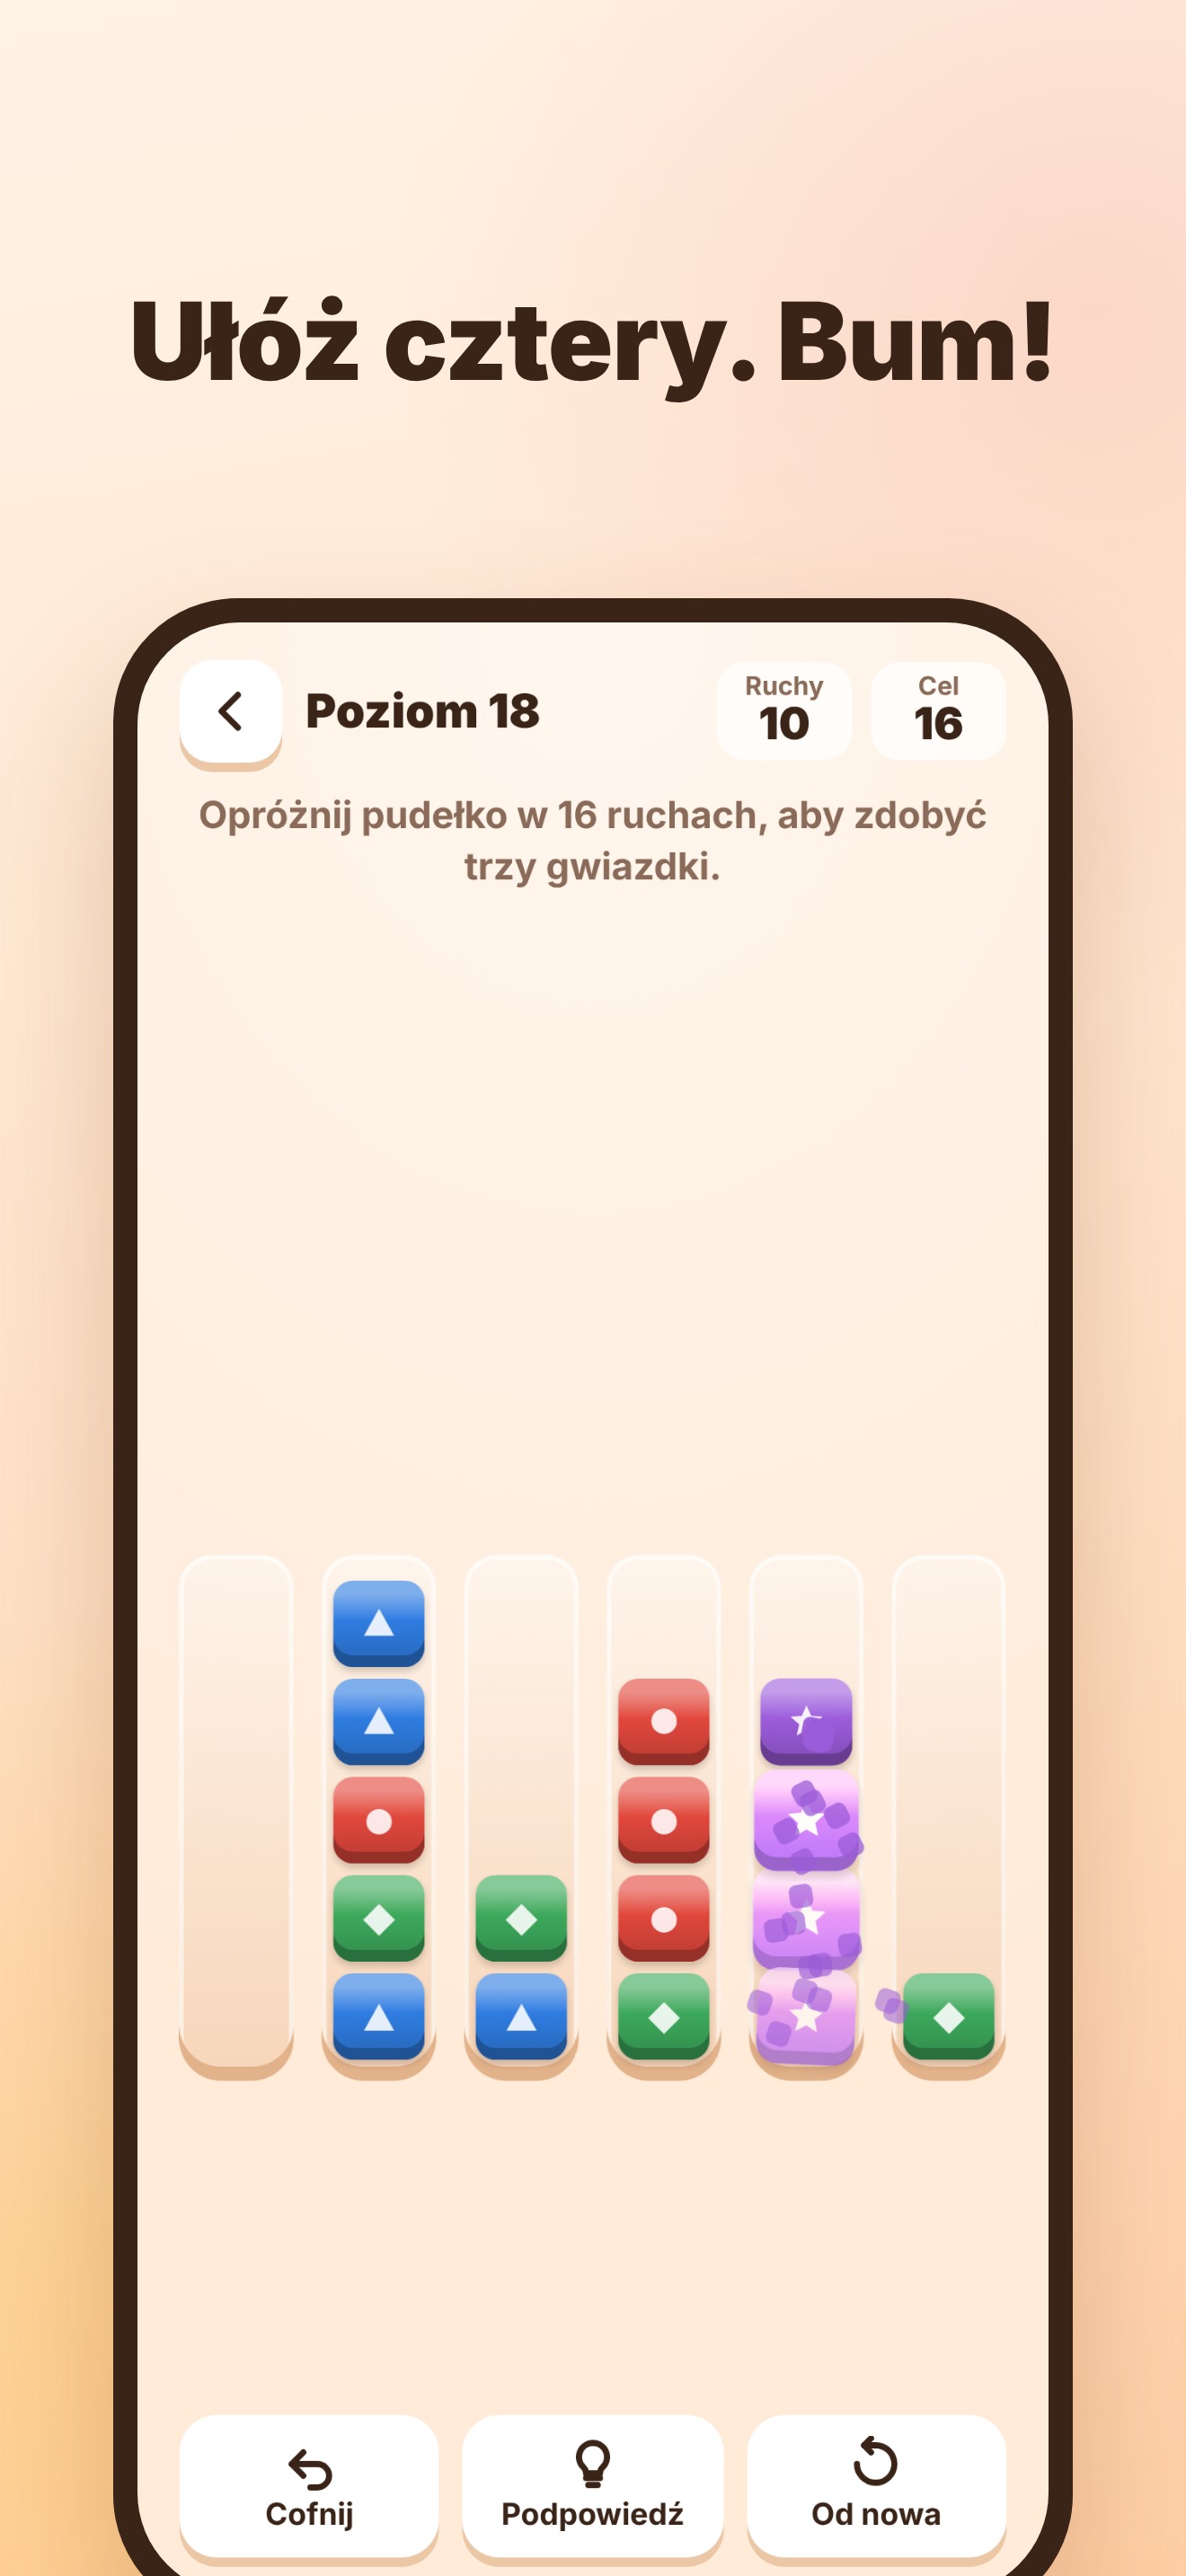 Ułóż cztery. Bum!
Poziom 18
Ruchy
10
Cel
16
Opróżnij pudełko w 16 ruchach, aby zdobyć
trzy gwiazdki.
Cofnij
Podpowiedź
Od nowa